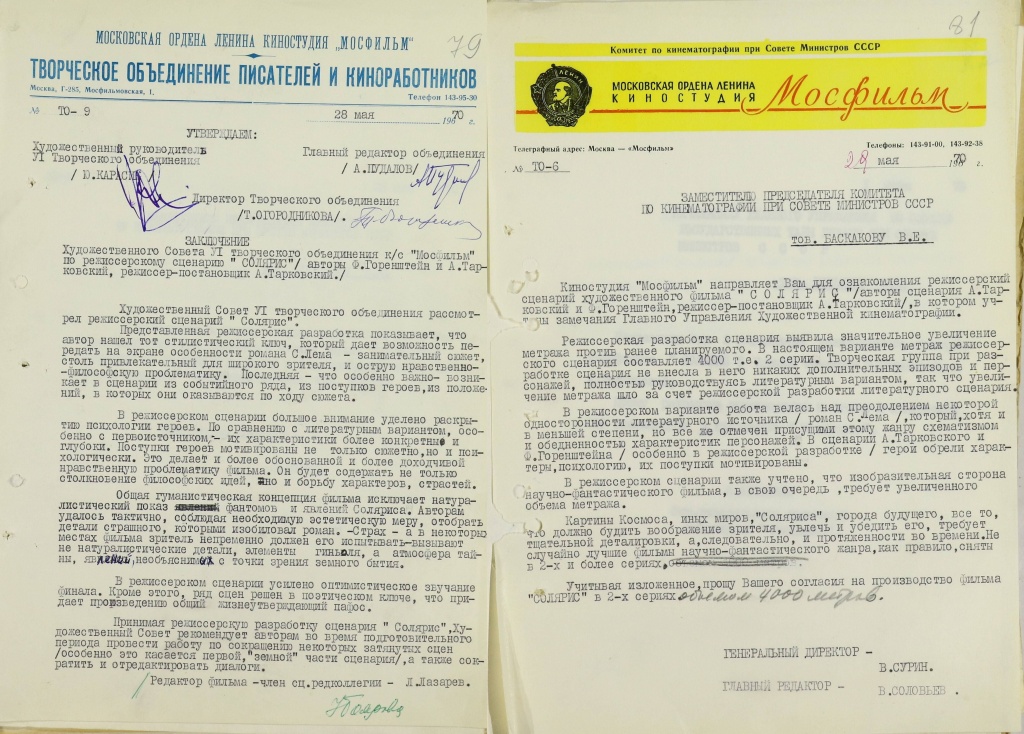 79
МОСКОВСКАЯ ОРДЕНА ЛЕНИНА КИНОСТУДИЯ „МОСФИЛЬМ"
ТВОРЧЕСКОЕ ОБЪЕДИНЕНИЕ ПИСАТЕЛЕЙ И КИНОРАБОТНИКОВ
Москва, Г-285, Мосфильмовская, 1.
Телефон 143-95-30
№ ТО- 9
28 мая 196 70 г.
УТВЕРЖДАЕМ:
Художественный руководитель
УІ Творческого объединения
/ Ю.КАРАС
Главный редактор объединения
/ А.ПУДАЛОВ/
Директор Творческого объединения
/Т.ОГОРОДНИКОВА/.
ЗАКЛЮЧЕНИЕ
Художественного Совета УІ творческого объединения к/с "Мосфильм"
по режиссерскому сценарию " СОЛЯРИС"/ авторы Ф.Горенштейн и А.Тар-
ковский, режиссер-постановщик А.Тарковский./
Художественный Совет УІ творческого объединения рассмот-
рел режиссерский сценарий "Солярис".
Представленная режиссерская разработка показывает, что
автор нашел тот стилистический ключ, который дает возможность пе-
редать на экране особенности романа С.Лема - занимательный сюжет,
столь привлекательный для широкого зрителя, и острую нравственно-
-философскую проблематику . Последняя - что особенно важно- возни-
кает в сценарии из событийного ряда, из поступков героев,из положе-
ний, в которых они оказываются по ходу сюжета.
В режиссерском сценарии большое внимание уделено раскры-
тию психологии героев. По сравнению с литературным вариантом, осо-
бенно с первоисточником,- их характеристики более конкретны и
глубоки. Поступки героев мотивированы не только сюжетно,но и пси-
хологически. Это делает и более обоснованной и более доходчивой
нравственную проблематику фильма. Он будет содержать не только
столкновение философских идей, но и борьбу характеров, страстей.
Общая гуманистическая концепция фильма исключает натура-
листический показ явлений фантомов и явлений Соляриса. Авторам
удалось тактично, соблюдая необходимую эстетическую меру, отобрать
детали страшного, которыми изобиловал роман. -Страх - а в некоторых
местах фильма зритель непременно должен его испытывать-вызывают
не натуралистические детали, элементы гиньоля, а атмосфера тай-
ны, явлений,необъяснимых с точки зрения земного бытия.
В режиссерском сценарии усилено оптимистическое звучание
финала. Кроме этого, ряд сцен решен в поэтическом ключе, что при-
дает произведению общий жизнеутверждающий пафос.
Принимая режиссерскую разработку сценария " Солярис",Ху-
дожественный Совет рекомендует авторам во время подготовительного
периода провести работу по сокращению некоторых затянутых сцен
/особенно это касается первой,"земной" части сценария/,а также сок-
ратить и отредактировать диалоги.
Редактор фильма -член сц.редколлегии - Л.Лазарев.
81
Комитет по кинематографии при Совете Министров СССР
ЛЕНИН
МОСКОВСКАЯ ОРДЕНА ЛЕНИНА
КИНОСТУДИЯ Мосфильм
Телеграфный адрес: Москва — «Мосфильм»
Телефоны: 143-91-00, 143-92-38
№ ТО-6
29 мая 196 70 г.
ЗАМЕСТИТЕЛЮ ПРЕДСЕДАТЕЛЯ КОМИТЕТА
ПО КИНЕМАТОГРАФИИ ПРИ СОВЕТЕ МИНИСТРОВ СССР
тов. БАСКАКОВУ В.Е.
Киностудия "Мосфильм" направляет Вам для ознакомления режиссерский
сценарий художественного фильма " С О Л Я Р И С "/авторы сценария А.Тар-
ковский и Ф.Горенштейн,режиссер-постановщик А.Тарковский/,в котором уч-
тены замечания Главного Управления Художественной кинематографии.
Режиссерская разработка сценария выявила значительное увеличение
метража против ранее планируемого. В настоящем варианте метраж режиссер-
ского сценария составляет 4000 т.е. 2 серии. Творческая группа при раз-
работке сценария не внесла в него никаких дополнительных эпизодов и пер-
сонажей, полностью руководствуясь литературным вариантом, так что увели-
чение метража шло за счет режиссерской разработки литературного сценария.
В режиссерском варианте работа велась над преодолением некоторой
односторонности литературного источника / роман С.Лема /,который,хотя и
в меньшей степени, но все же отмечен присущими этому жанру схематизмом
и обедненностью характеристик персонажей. В сценарии А.Тарковского и
Ф.Горенштейна / особенно в режиссерской разработке / герои обрели харак-
теры,психологию, их поступки мотивированы.
В режиссерском сценарии также учтено, что изобразительная сторона
научно-фантастического фильма, в свою очередь ,требует увеличенного
объема метража.
Картины Космоса, иных миров,"Соляриса", города будущего, все то,
что должно будить воображение зрителя, увлечь и убедить его, требует
тщательной деталировки, а,следовательно, и протяженности во времени.Не
случайно лучшие фильмы научно-фантастического жанра,как правило,сняты
в 2-х и более сериях,
Учитывая изложенное,прошу Вашего согласия на производство фильма
"СОЛЯРИС" в 2-х сериях объемом 4000 метров.
ГЕНЕРАЛЬНЫЙ ДИРЕКТОР -
В.СУРИН.
ГЛАВНЫЙ РЕДАКТОР -
В.СОЛОВЬЕВ .